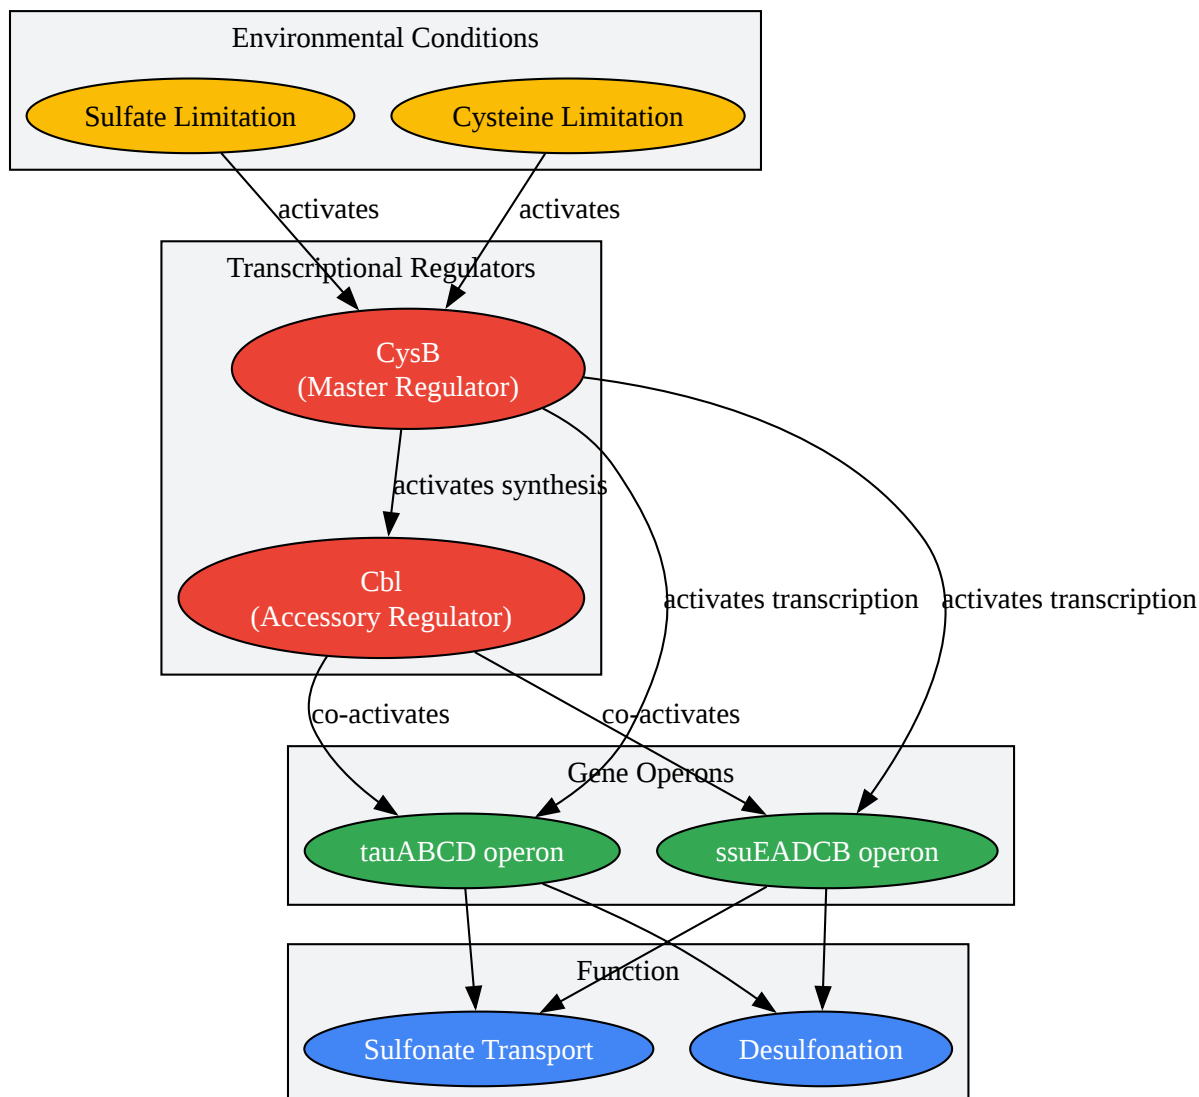 Environmental Conditions
Sulfate Limitation
Cysteine Limitation
activates
activates
Transcriptional Regulators
CysB
(Master Regulator)
activates synthesis
Cbl
(Accessory Regulator)
activates transcription
activates transcription
co-activates
co-activates
Gene Operons
tauABCD operon
ssuEADCB operon
Function
Sulfonate Transport
Desulfonation